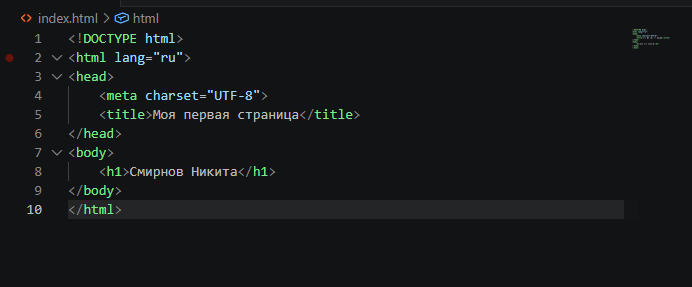 index.html > html
1 <!DOCTYPE html>
2 <html lang="ru">
3 <head>
4 <meta charset="UTF-8">
5 <title>Моя первая страница</title>
6 </head>
7 <body>
8 <h1>Смирнов Никита</h1>
9 </body>
10 </html>